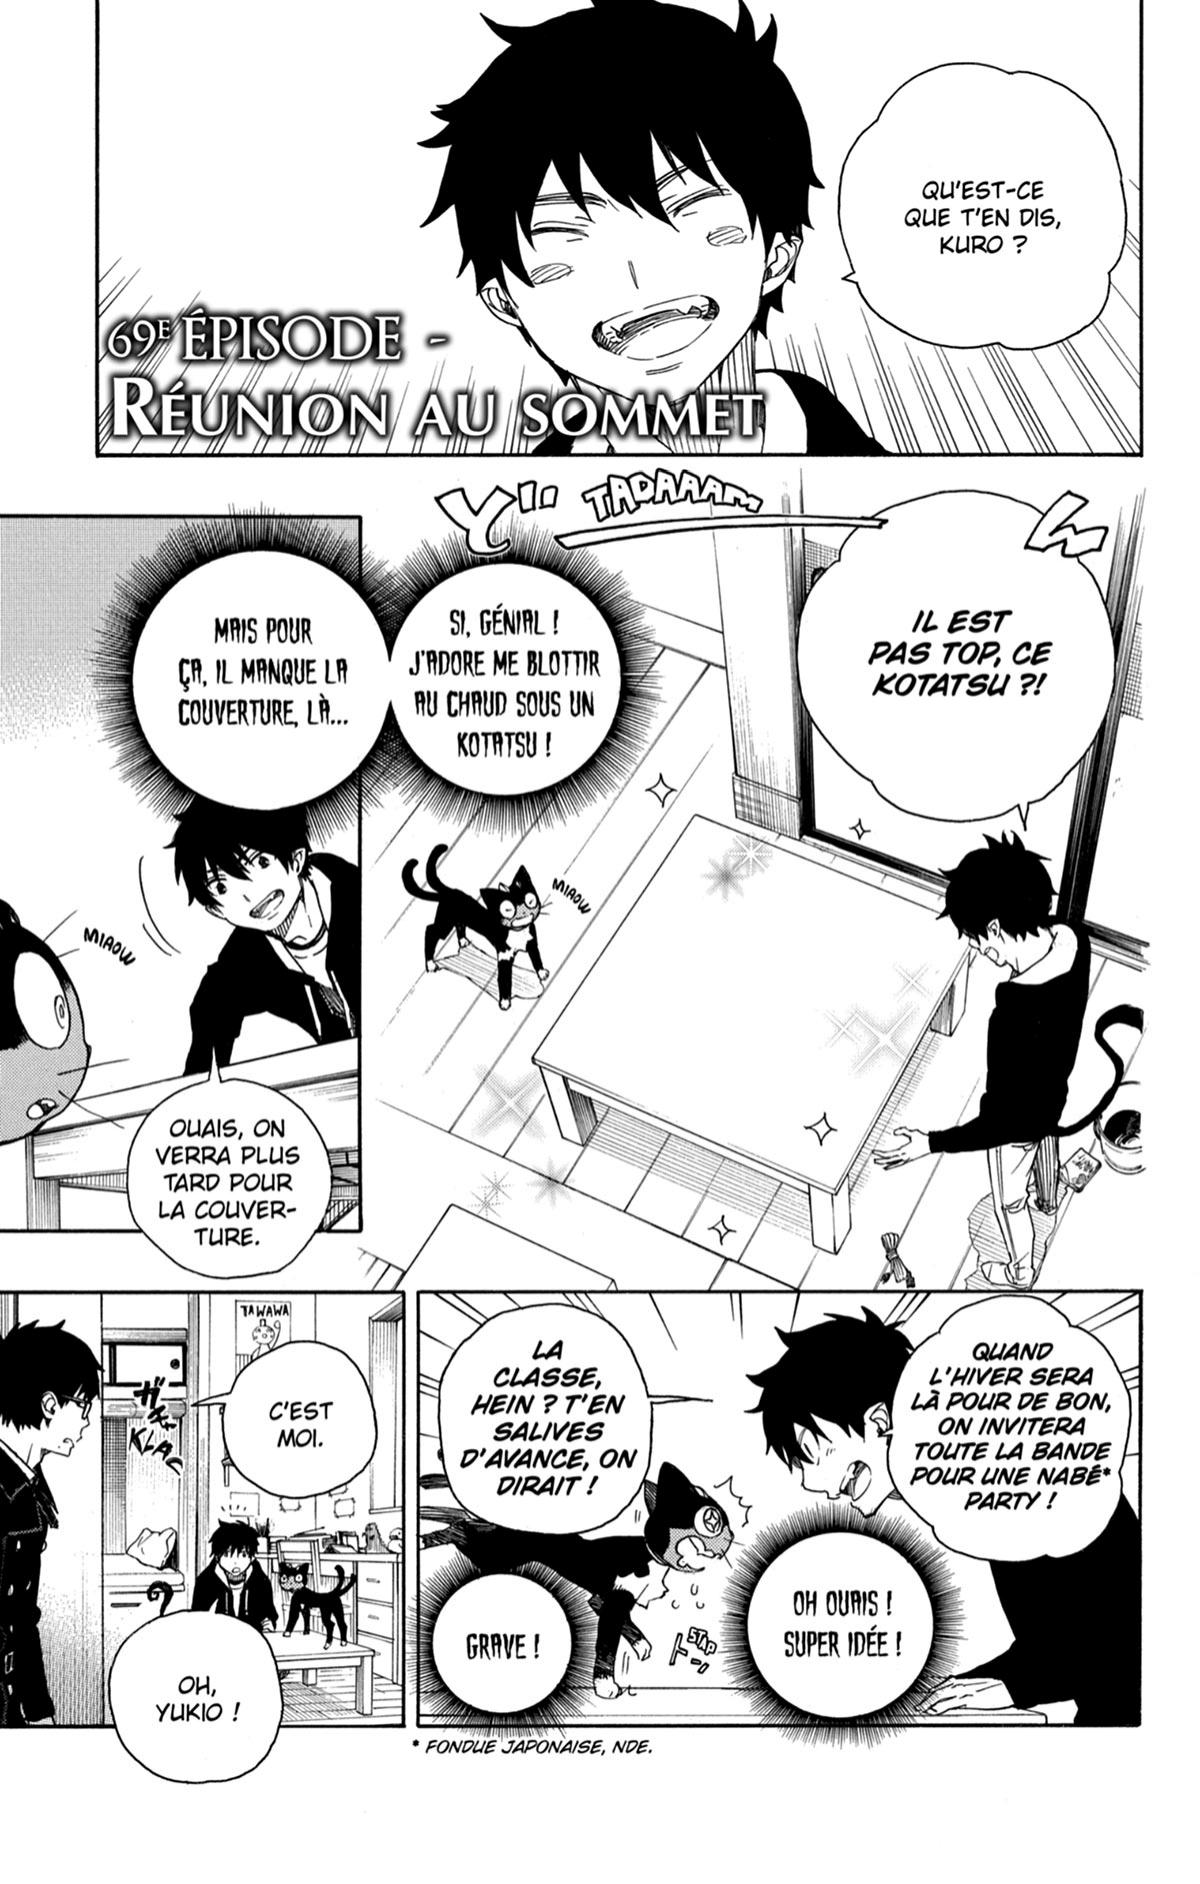 QU'EST-CE
QUE T'EN DIS,
KURO ?
69E ÉPISODE -
RÉUNION AU SOMMET
ド
TADAAAAM
ん
IL EST
PAS TOP, CE
KOTATSU ?!
SI, GÉNIAL !
J'ADORE ME BLOTTIR
AU CHAUD SOUS UN
KOTATSU !
MIAOW
MIAOW
MAIS POUR
ÇA, IL MANQUE LA
COUVERTURE, LÀ...
MIAOW
OUAIS, ON
VERRA PLUS
TARD POUR
LA COUVER-
TURE.
QUAND
L'HIVER SERA
LÀ POUR DE BON,
ON INVITERA
TOUTE LA BANDE
POUR UNE NABÉ*
PARTY !
OH OUAIS !
SUPER IDÉE !
LA
CLASSE,
HEIN ? T'EN
SALIVES
D'AVANCE, ON
DIRAIT !
STAP
GRAVE !
* FONDUE JAPONAISE, NDE.
TAWAWA
C'EST
MOI.
OH,
YUKIO !